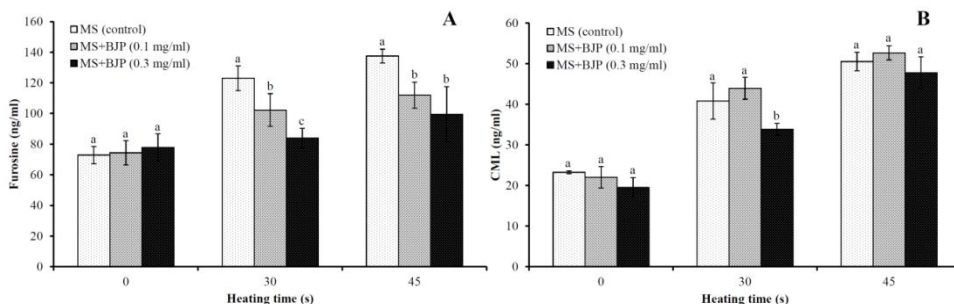 A
MS (control)
MS+BJP (0.1 mg/ml)
MS+BJP (0.3 mg/ml)
Furosine (ng/ml)
160
140
120
100
80
60
40
20
0
a a a
a b c
a b b
0 30 45
Heating time (s)
B
MS (control)
MS+BJP (0.1 mg/ml)
MS+BJP (0.3 mg/ml)
CML (ng/ml)
60
50
40
30
20
10
0
a a a
a a b
a a a
0 30 45
Heating time (s)